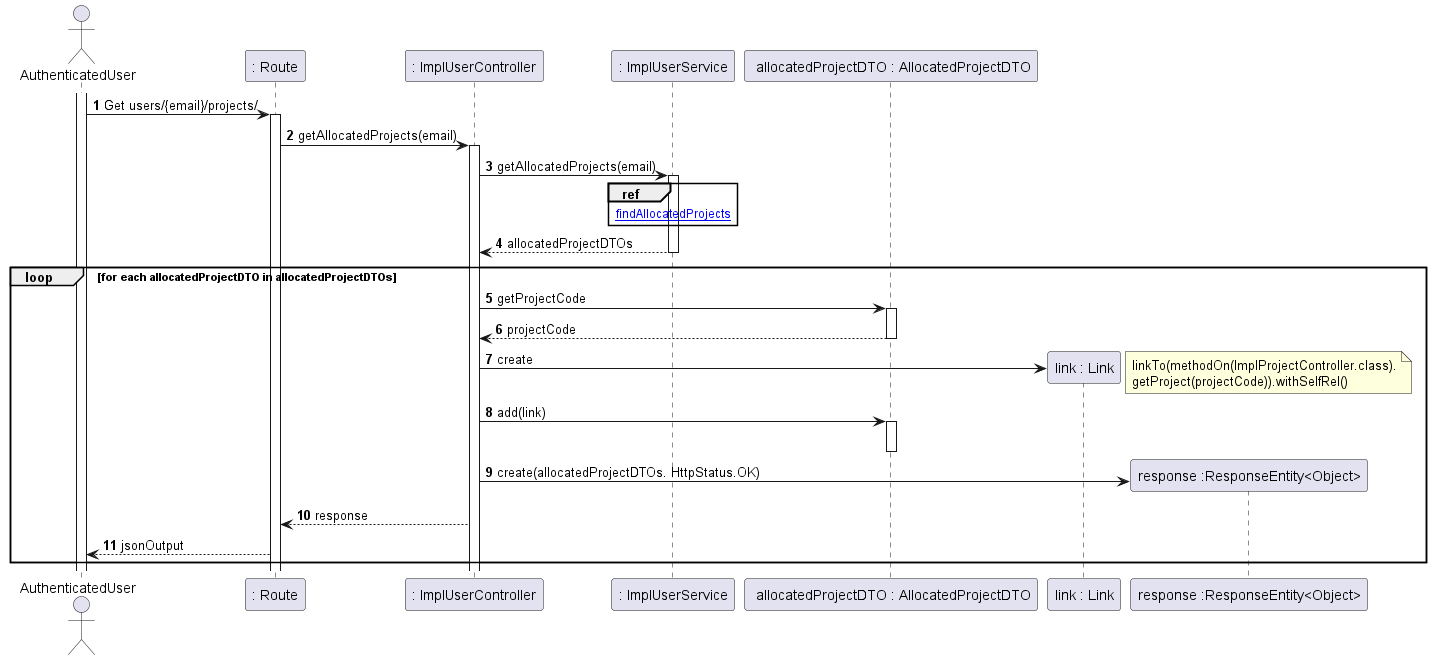 AuthenticatedUser
: Route
: ImplUserController
: ImplUserService
allocatedProjectDTO : AllocatedProjectDTO
1 Get users/{email}/projects/
2 getAllocatedProjects(email)
3 getAllocatedProjects(email)
ref
findAllocatedProjects
4 allocatedProjectDTOs
loop [for each allocatedProjectDTO in allocatedProjectDTOs]
5 getProjectCode
6 projectCode
7 create
link : Link
linkTo(methodOn(ImplProjectController.class).
getProject(projectCode)).withSelfRel()
8 add(link)
9 create(allocatedProjectDTOs. HttpStatus.OK)
response :ResponseEntity<Object>
10 response
11 jsonOutput
AuthenticatedUser
: Route
: ImplUserController
: ImplUserService
allocatedProjectDTO : AllocatedProjectDTO
link : Link
response :ResponseEntity<Object>